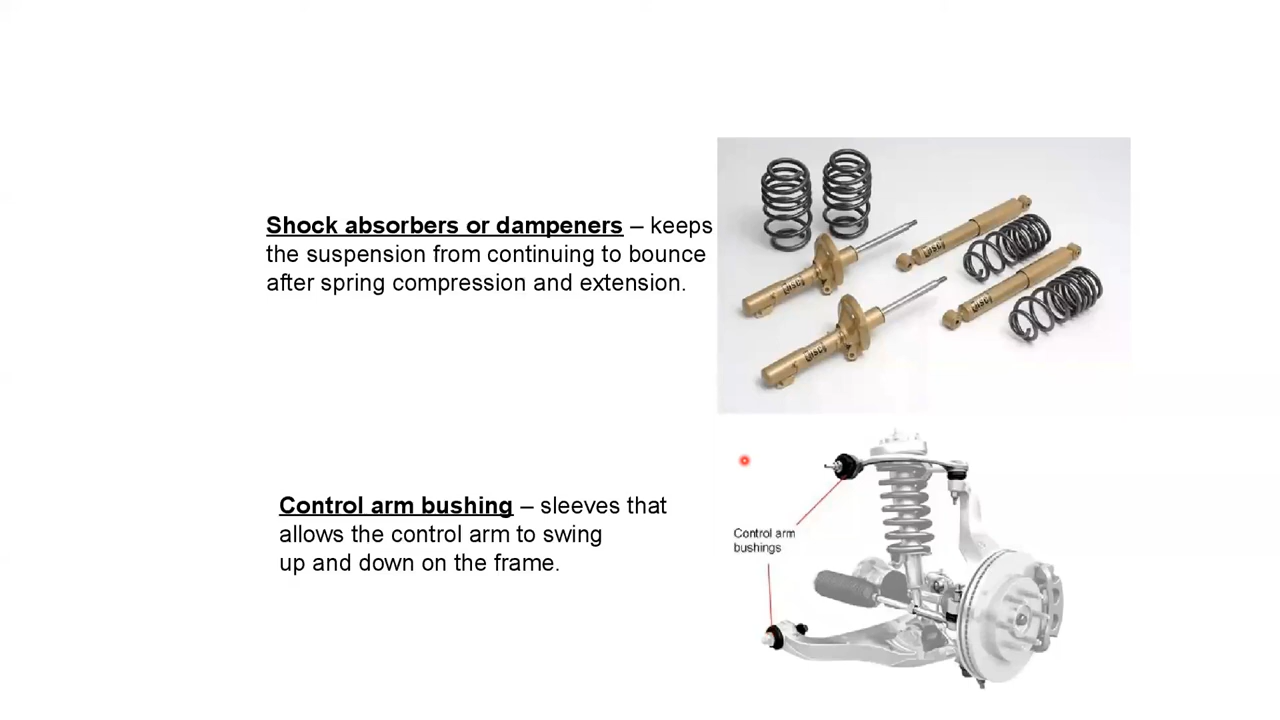 Shock absorbers or dampeners – keeps
the suspension from continuing to bounce
after spring compression and extension.
Control arm bushing – sleeves that
allows the control arm to swing
up and down on the frame.
Control arm
bushings